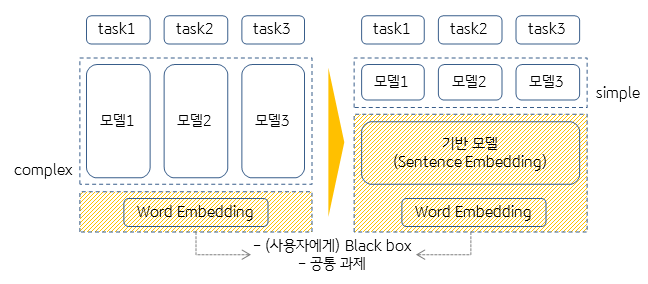 task1 task2 task3 task1 task2 task3
모델1 모델2 모델3 모델1 모델2 모델3
simple
기반 모델
(Sentence Embedding)
complex
Word Embedding Word Embedding
- (사용자에게) Black box
- 공통 과제